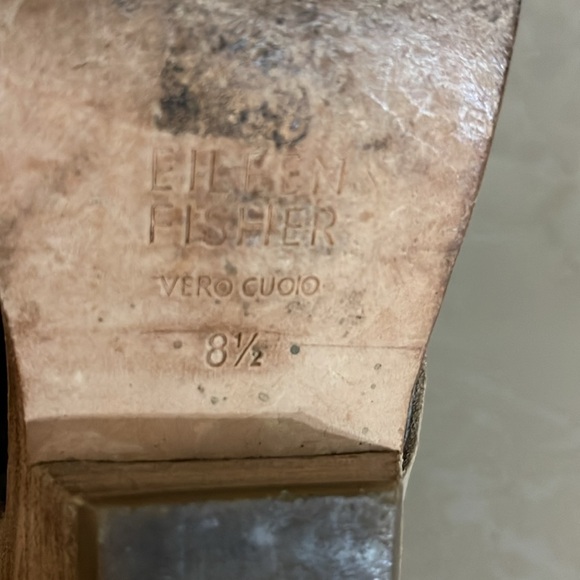 EILEEN
FISHER
VERO CUOIO
8½